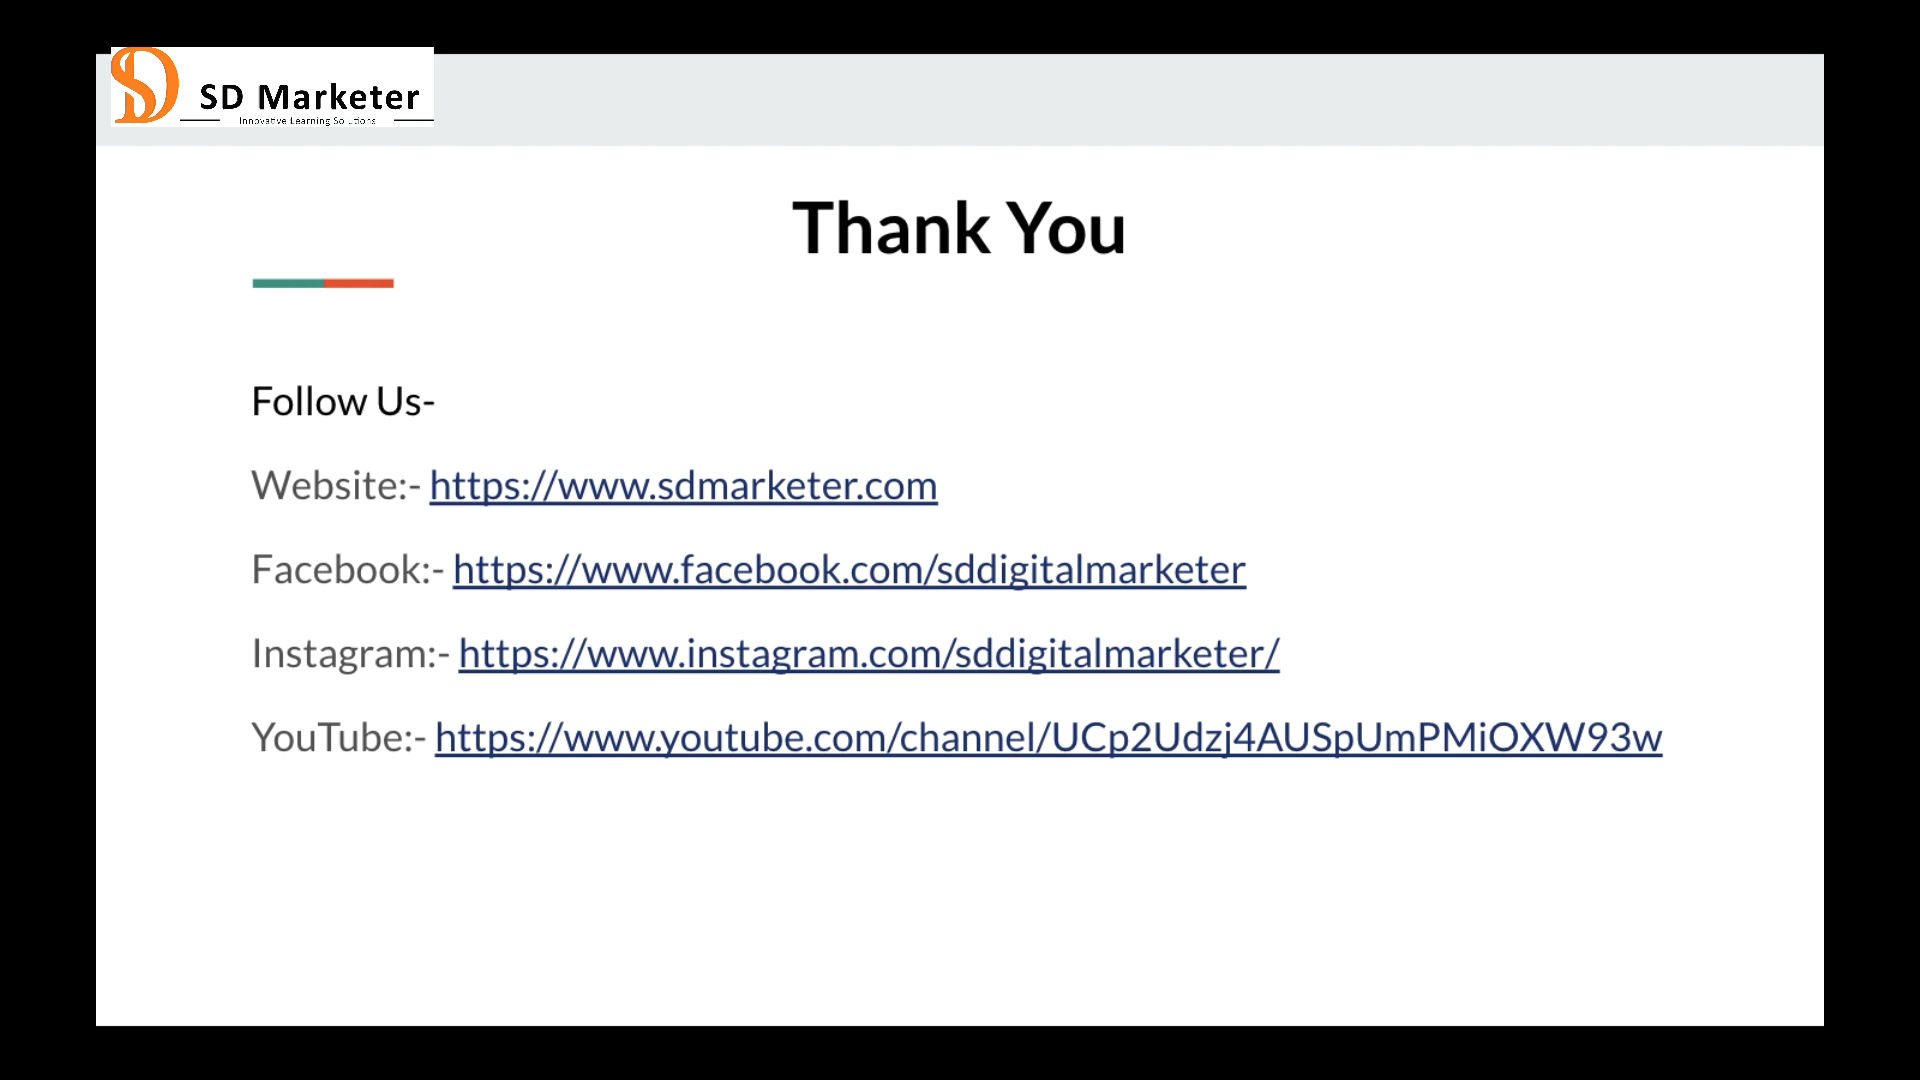 SD Marketer
Innovative Learning Solutions
Thank You
Follow Us-
Website:- https://www.sdmarketer.com
Facebook:- https://www.facebook.com/sddigitalmarketer
Instagram:- https://www.instagram.com/sddigitalmarketer/
YouTube:- https://www.youtube.com/channel/UCp2Udzj4AUSpUmPMiOXW93w